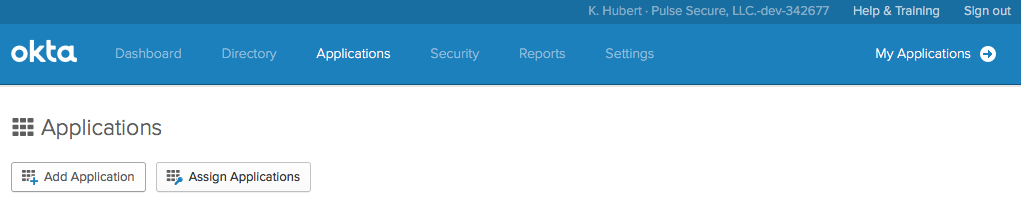 K. Hubert · Pulse Secure, LLC.-dev-342677 Help & Training Sign out
okta Dashboard Directory Applications Security Reports Settings My Applications
Applications
Add Application Assign Applications